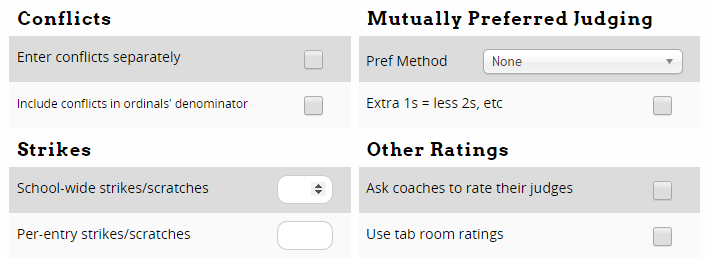 Conflicts
Enter conflicts separately
Include conflicts in ordinals' denominator
Strikes
School-wide strikes/scratches
Per-entry strikes/scratches
Mutually Preferred Judging
Pref Method None
Extra 1s = less 2s, etc
Other Ratings
Ask coaches to rate their judges
Use tab room ratings